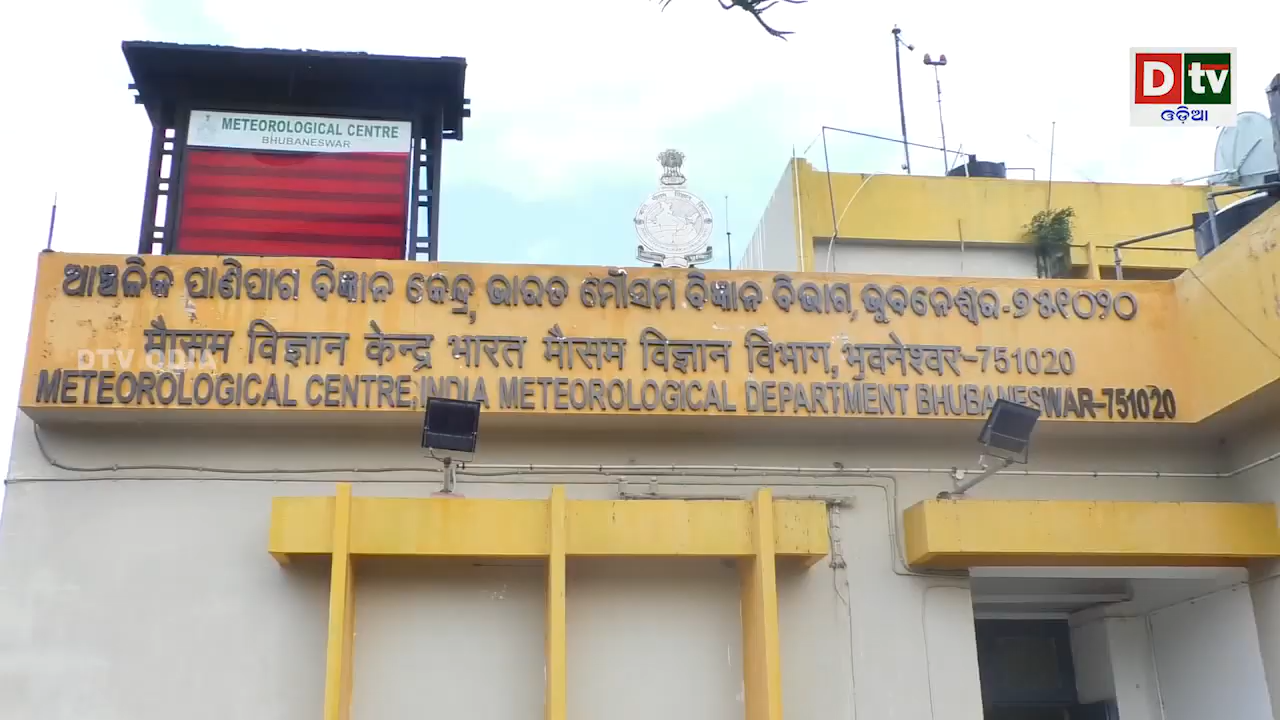 METEOROLOGICAL CENTRE
BHUBANESWAR
D tv
ଓଡ଼ିଆ
ଆଞ୍ଚଳିକ ପାଣିପାଗ ବିଜ୍ଞାନ କେନ୍ଦ୍ର, ଭାରତ ମୌସମ ବିଜ୍ଞାନ ବିଭାଗ, ଭୁବନେଶ୍ୱର-୭୫୧୦୨୦
मौसम विज्ञान केन्द्र भारत मौसम विज्ञान विभाग, भुवनेश्वर-751020
DTV ODIA
METEOROLOGICAL CENTRE, INDIA METEOROLOGICAL DEPARTMENT BHUBANESWAR-751020